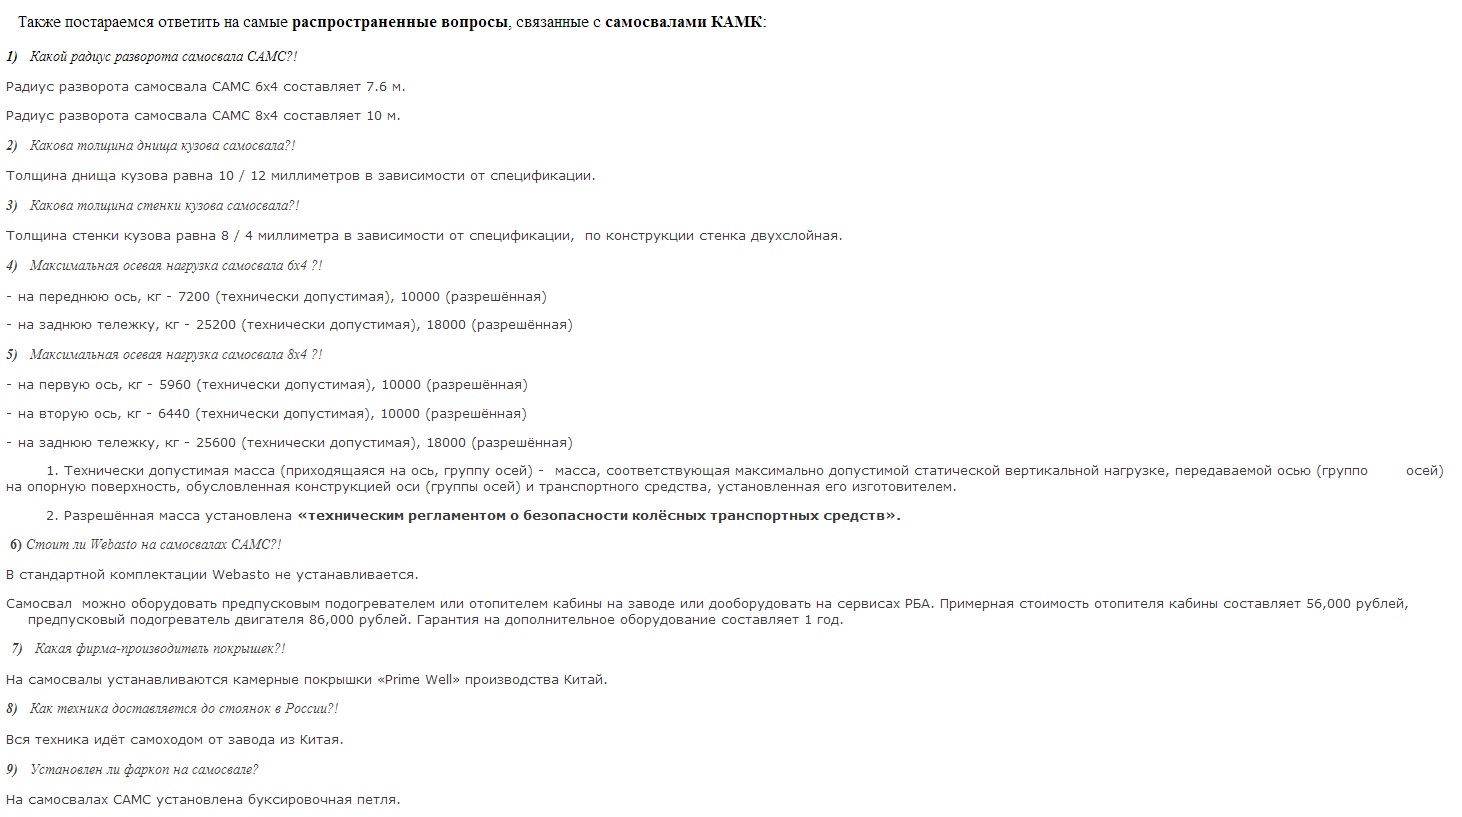 Также постараемся ответить на самые распространенные вопросы, связанные с самосвалами КАМК:
1) Какой радиус разворота самосвала САМС?!
Радиус разворота самосвала САМС 6х4 составляет 7.6 м.
Радиус разворота самосвала САМС 8х4 составляет 10 м.
2) Какова толщина днища кузова самосвала?!
Толщина днища кузова равна 10 / 12 миллиметров в зависимости от спецификации.
3) Какова толщина стенки кузова самосвала?!
Толщина стенки кузова равна 8 / 4 миллиметра в зависимости от спецификации, по конструкции стенка двухслойная.
4) Максимальная осевая нагрузка самосвала 6х4 ?!
- на переднюю ось, кг - 7200 (технически допустимая), 10000 (разрешённая)
- на заднюю тележку, кг - 25200 (технически допустимая), 18000 (разрешённая)
5) Максимальная осевая нагрузка самосвала 8х4 ?!
- на первую ось, кг - 5960 (технически допустимая), 10000 (разрешённая)
- на вторую ось, кг - 6440 (технически допустимая), 10000 (разрешённая)
- на заднюю тележку, кг - 25600 (технически допустимая), 18000 (разрешённая)
1. Технически допустимая масса (приходящаяся на ось, группу осей) - масса, соответствующая максимально допустимой статической вертикальной нагрузке, передаваемой осью (группо осей)
на опорную поверхность, обусловленная конструкцией оси (группы осей) и транспортного средства, установленная его изготовителем.
2. Разрешённая масса установлена «техническим регламентом о безопасности колёсных транспортных средств».
6) Стоит ли Webasto на самосвалах САМС?!
В стандартной комплектации Webasto не устанавливается.
Самосвал можно оборудовать предпусковым подогревателем или отопителем кабины на заводе или дооборудовать на сервисах РБА. Примерная стоимость отопителя кабины составляет 56,000 рублей,
предпусковый подогреватель двигателя 86,000 рублей. Гарантия на дополнительное оборудование составляет 1 год.
7) Какая фирма-производитель покрышек?!
На самосвалы устанавливаются камерные покрышки «Prime Well» производства Китай.
8) Как техника доставляется до стоянок в России?!
Вся техника идёт самоходом от завода из Китая.
9) Установлен ли фаркоп на самосвале?
На самосвалах САМС установлена буксировочная петля.